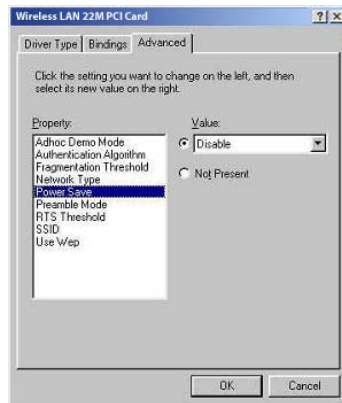 Wireless LAN 22M PCI Card
Driver Type
Bindings
Advanced
Click the setting you want to change on the left, and then
select its new value on the right.
Property:
Adhoc Demo Mode
Authentication Algorithm
Fragmentation Threshold
Network Type
Power Save
Preamble Mode
RTS Threshold
SSID
Use Wep
Value:
Disable
Not Present
OK
Cancel